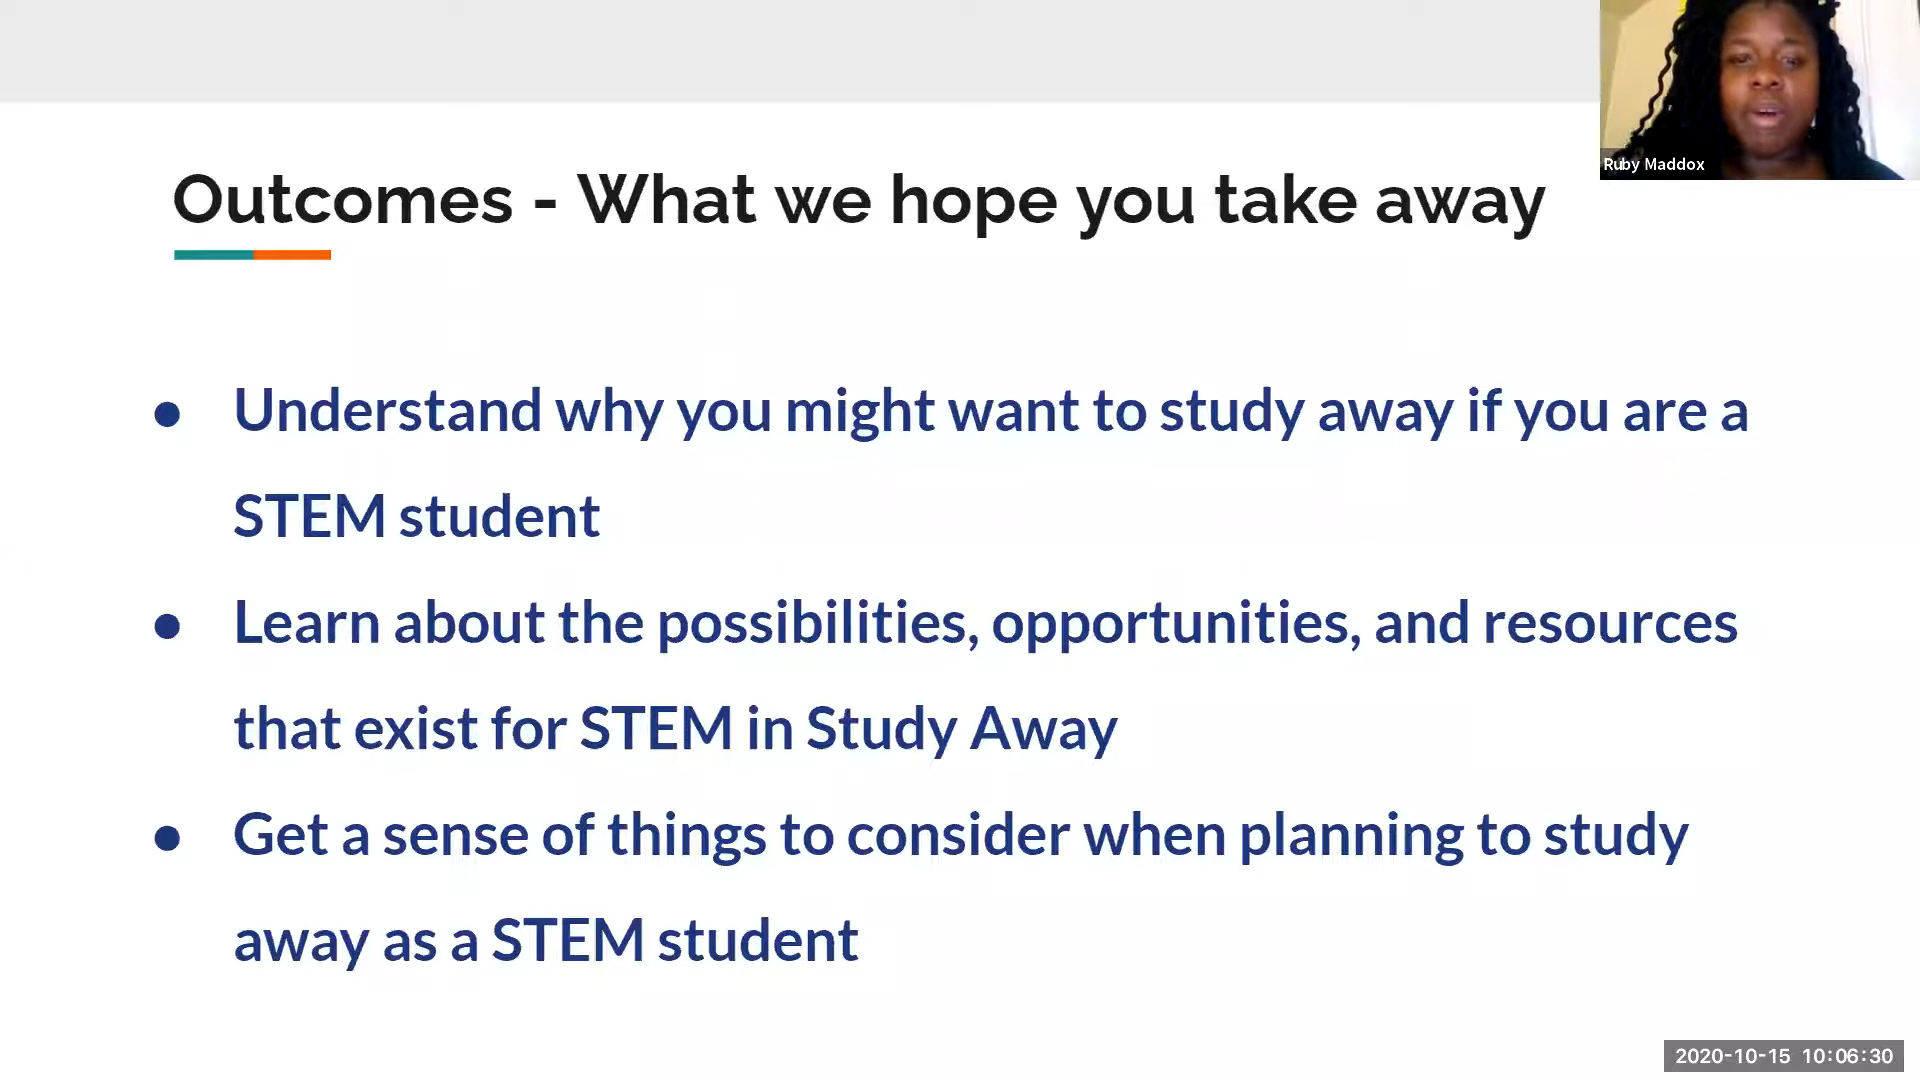 Ruby Maddox
Outcomes - What we hope you take away
● Understand why you might want to study away if you are a
STEM student
● Learn about the possibilities, opportunities, and resources
that exist for STEM in Study Away
● Get a sense of things to consider when planning to study
away as a STEM student
2020-10-15 10:06:30